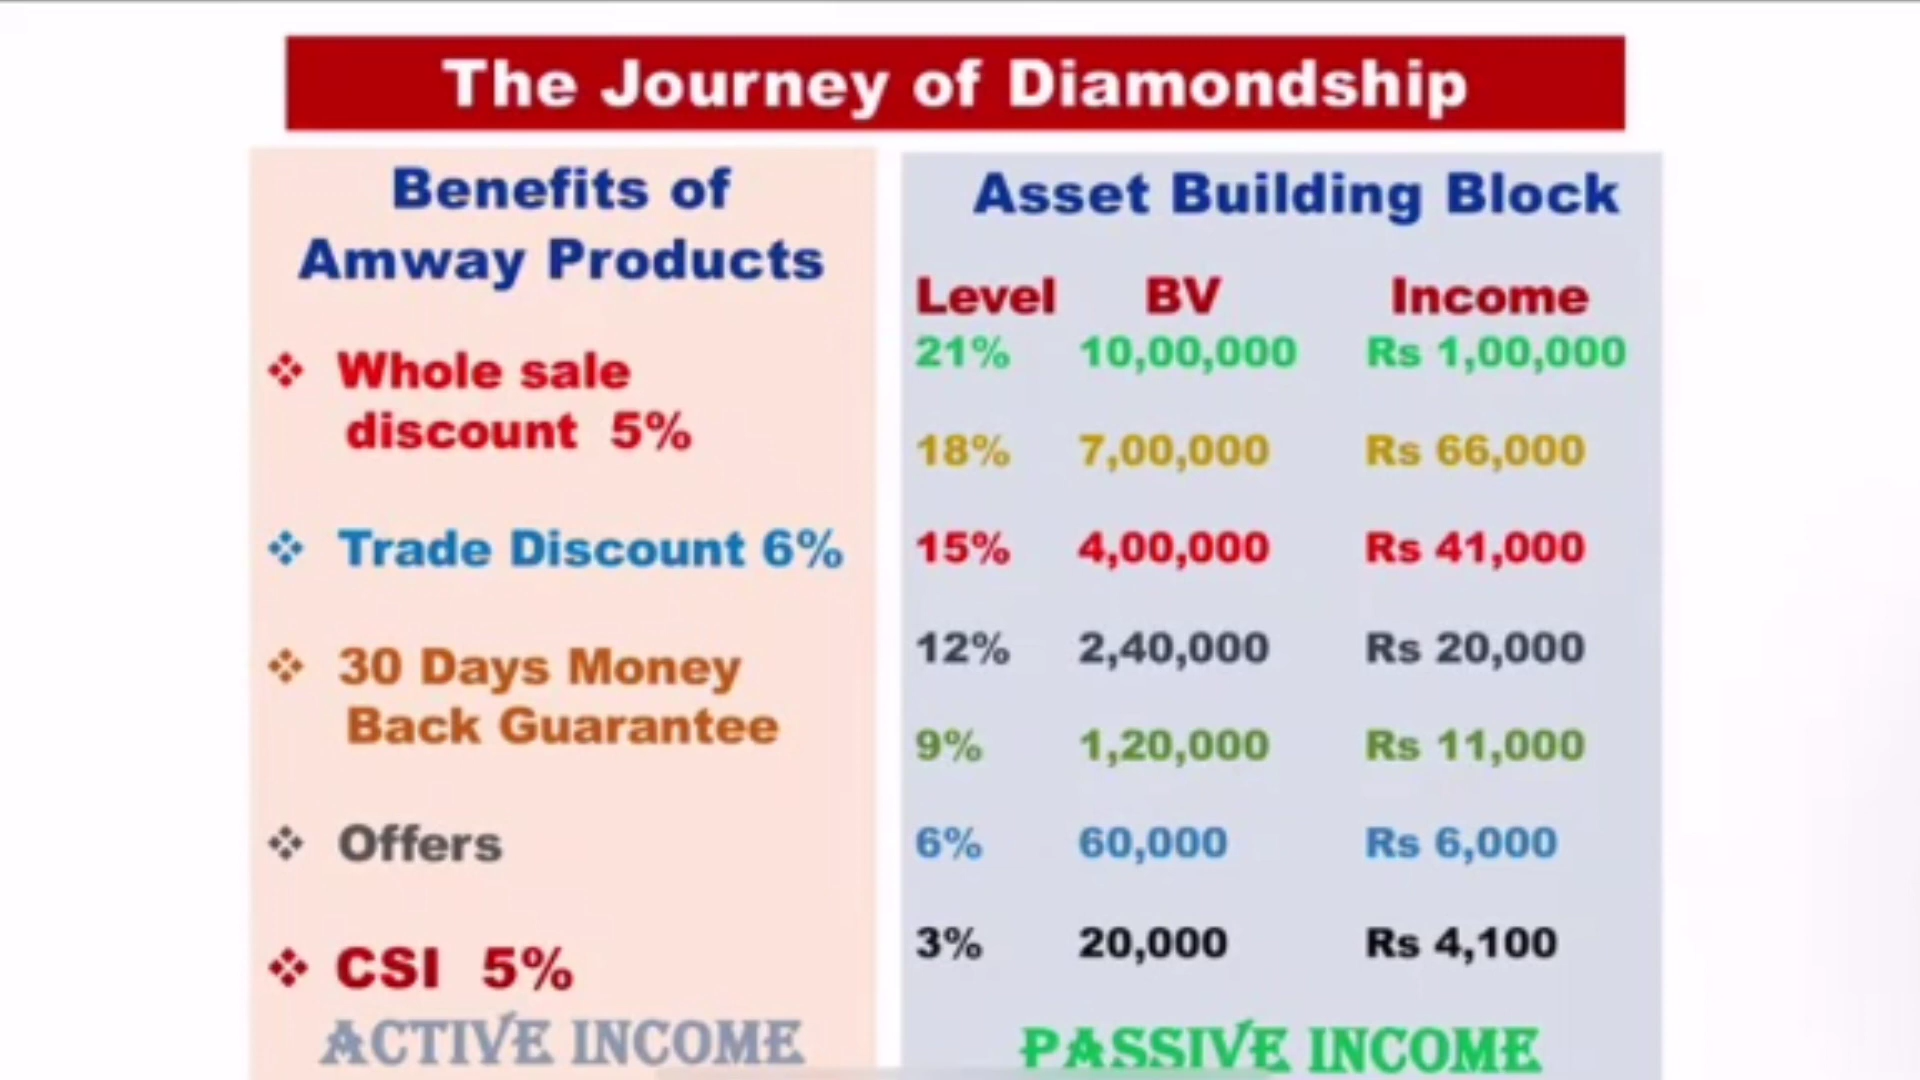 The Journey of Diamondship
Benefits of
Amway Products
Whole sale
discount 5%
Trade Discount 6%
30 Days Money
Back Guarantee
Offers
CSI 5%
ACTIVE INCOME
Asset Building Block
Level BV Income
21% 10,00,000 Rs 1,00,000
18% 7,00,000 Rs 66,000
15% 4,00,000 Rs 41,000
12% 2,40,000 Rs 20,000
9% 1,20,000 Rs 11,000
6% 60,000 Rs 6,000
3% 20,000 Rs 4,100
PASSIVE INCOME